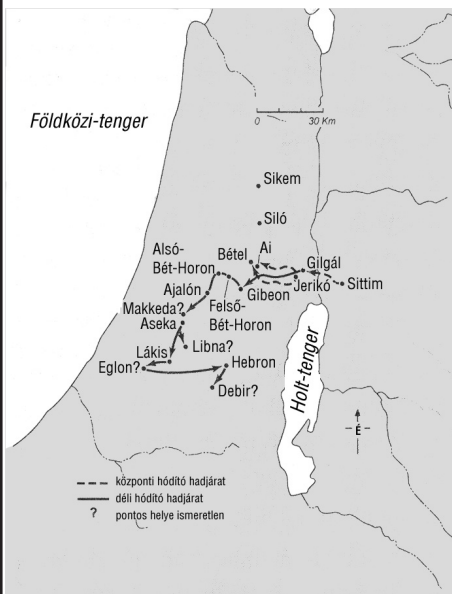 Földközi-tenger
0 30 Km
Sikem
Siló
Ai
Bétel
Gilgál
Alsó-
Bét-Horon
Jerikó
Sittim
Ajalón
Gibeon
Felső-
Bét-Horon
Makkeda?
Aseka
Libna?
Lákis
Hebron
Eglon?
Debir?
Holt-tenger
É
központi hódító hadjárat
déli hódító hadjárat
? pontos helye ismeretlen